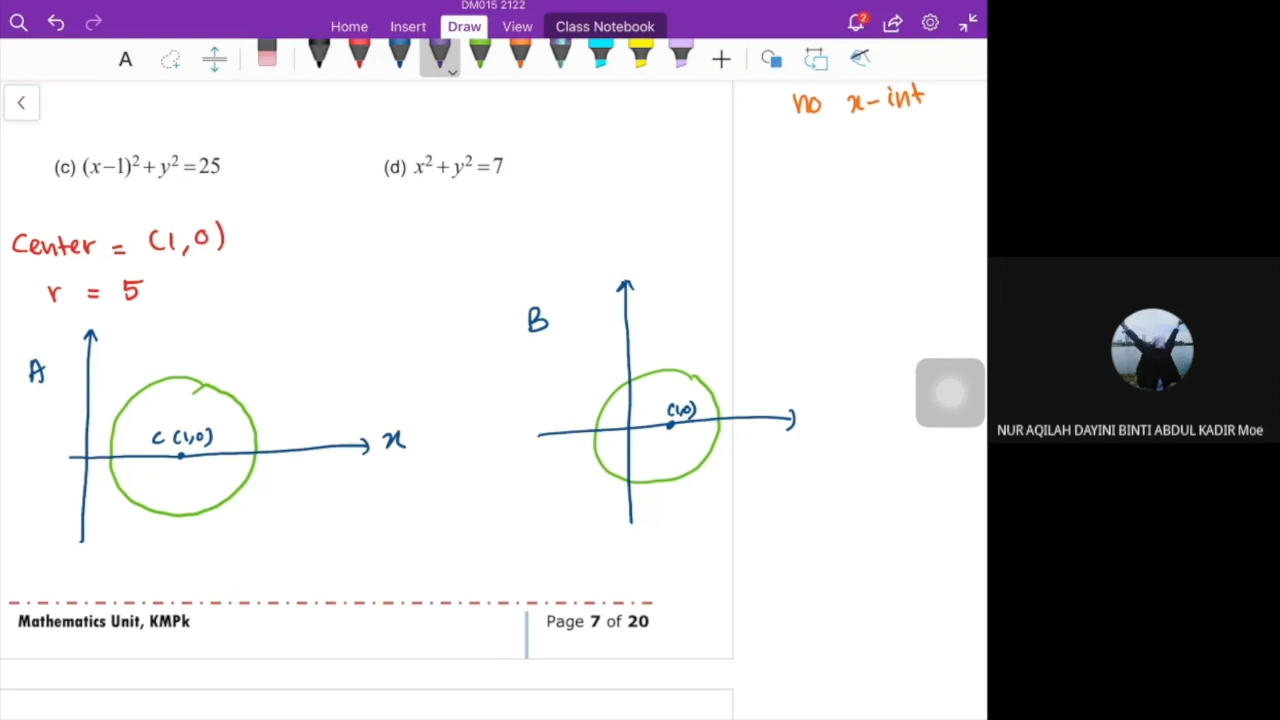 DM015 2122
Home Insert Draw View Class Notebook
2
A
no x-int
(c) (x−1)² + y² = 25
(d) x² + y² = 7
Center = (1,0)
r = 5
A
C (1,0)
x
B
(1,0)
NUR AQILAH DAYINI BINTI ABDUL KADIR Moe
Mathematics Unit, KMPk
Page 7 of 20